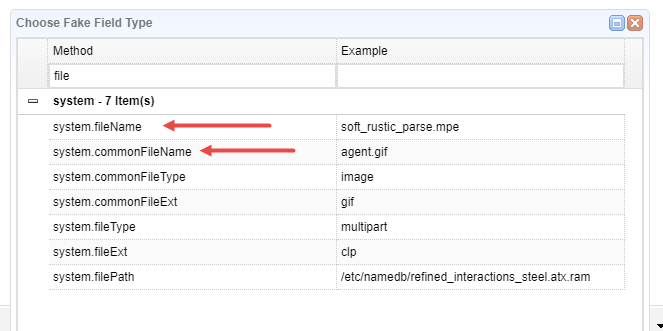 Choose Fake Field Type
Method Example
file
system - 7 Item(s)
system.fileName soft_rustic_parse.mpe
system.commonFileName agent.gif
system.commonFileType image
system.commonFileExt gif
system.fileType multipart
system.fileExt clp
system.filePath /etc/namedb/refined_interactions_steel.atx.ram